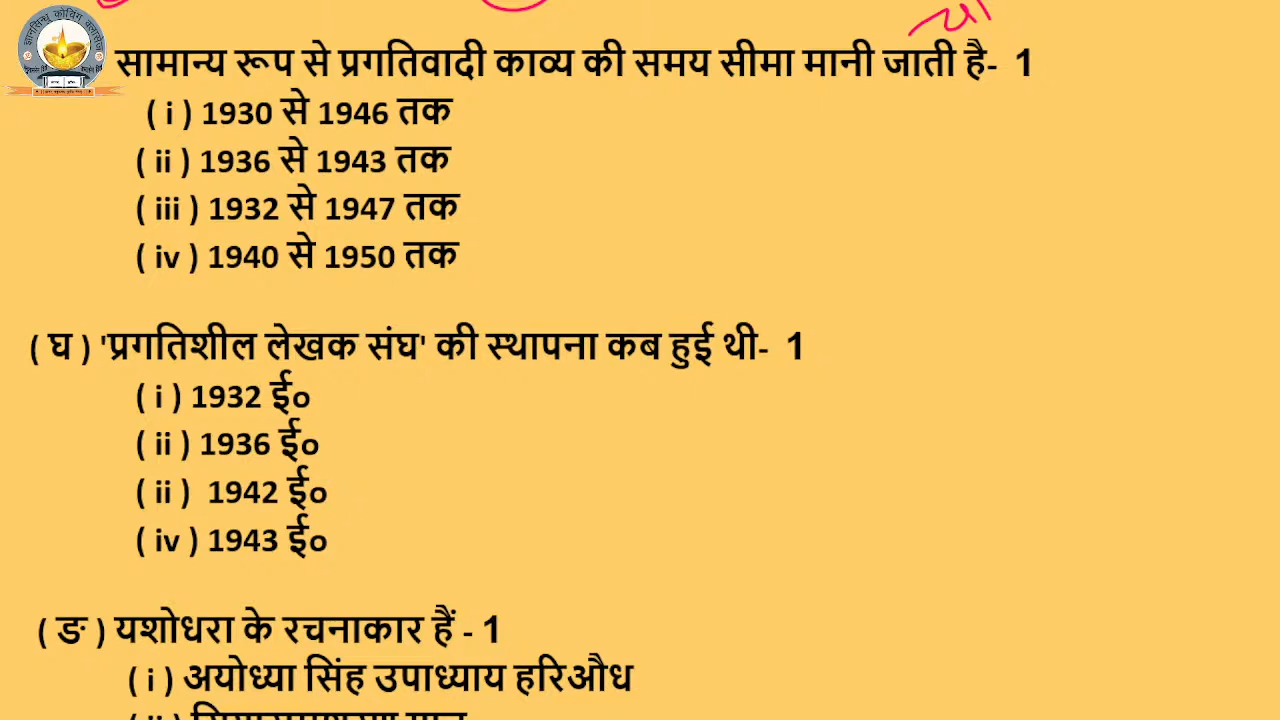 सामान्य रूप से प्रगतिवादी काव्य की समय सीमा मानी जाती है- 1
( i ) 1930 से 1946 तक
( ii ) 1936 से 1943 तक
( iii ) 1932 से 1947 तक
( iv ) 1940 से 1950 तक
( घ ) 'प्रगतिशील लेखक संघ' की स्थापना कब हुई थी- 1
( i ) 1932 ई०
( ii ) 1936 ई०
( ii ) 1942 ई०
( iv ) 1943 ई०
( ङ ) यशोधरा के रचनाकार हैं - 1
( i ) अयोध्या सिंह उपाध्याय हरिऔध